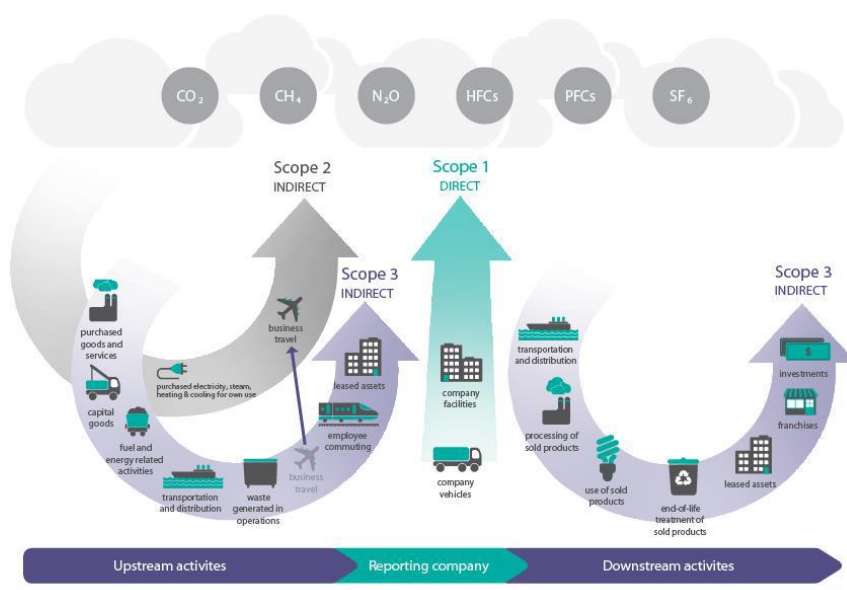 CO2
CH4
N2O
HFCs
PFCs
SF6
Scope 2
INDIRECT
Scope 1
DIRECT
Scope 3
INDIRECT
Scope 3
INDIRECT
purchased
goods and
services
capital
goods
fuel and
energy related
activities
transportation
and distribution
waste
generated in
operations
business
travel
employee
commuting
leased assets
business
travel
purchased electricity, steam,
heating & cooling for own use
company
facilities
company
vehicles
transportation
and distribution
processing of
sold products
use of sold
products
end-of-life
treatment of
sold products
leased assets
franchises
investments
Upstream activites
Reporting company
Downstream activites
$